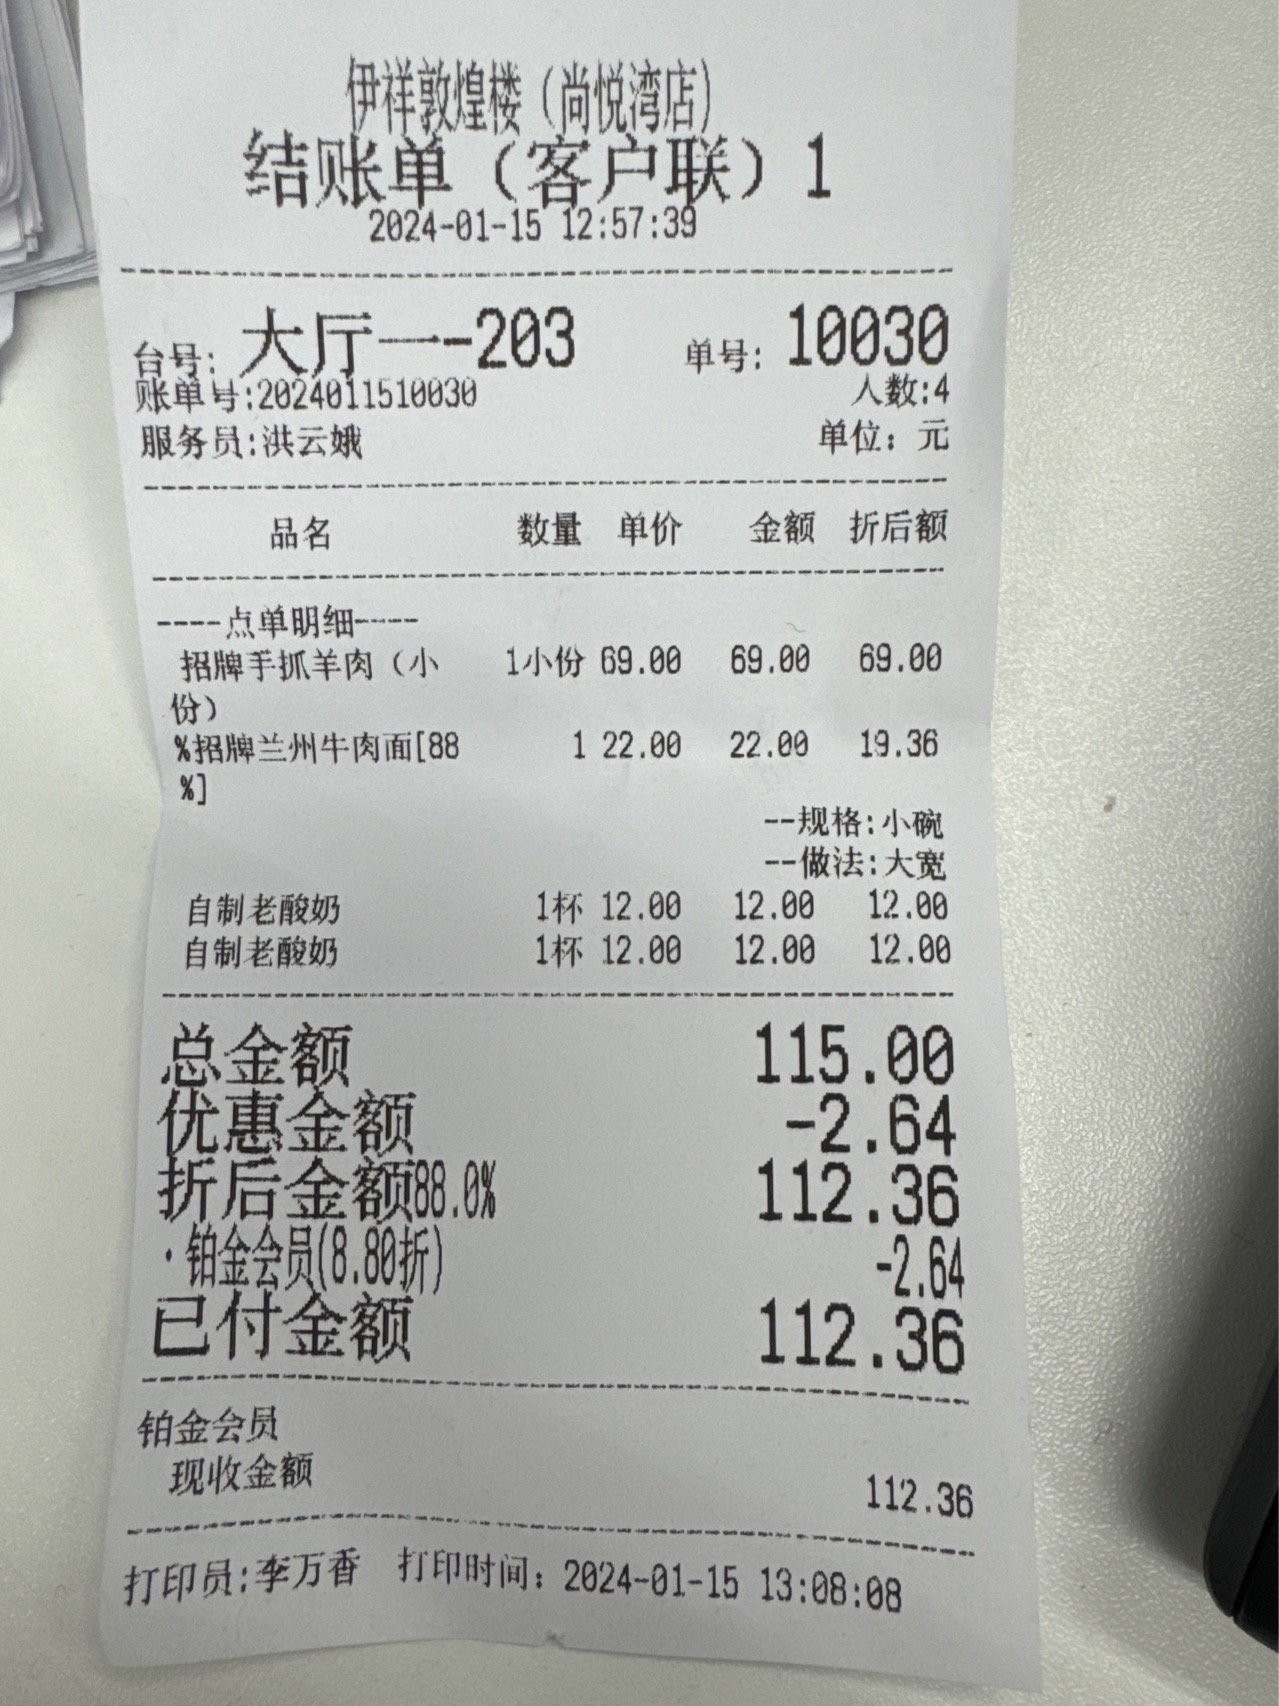 伊祥敦煌楼（尚悦湾店）
结账单（客户联）1
2024-01-15 12:57:39
台号: 大厅一-203 单号: 10030
账单号:2024011510030 人数:4
服务员:洪云娥 单位: 元
品名 数量 单价 金额 折后额
----点单明细----
招牌手抓羊肉（小 1小份 69.00 69.00 69.00
份）
%招牌兰州牛肉面[88 1 22.00 22.00 19.36
%]
--规格:小碗
--做法:大宽
自制老酸奶 1杯 12.00 12.00 12.00
自制老酸奶 1杯 12.00 12.00 12.00
总金额 115.00
优惠金额 -2.64
折后金额88.0% 112.36
·铂金会员(8.80折) -2.64
已付金额 112.36
铂金会员
现收金额 112.36
打印员:李万香 打印时间: 2024-01-15 13:08:08